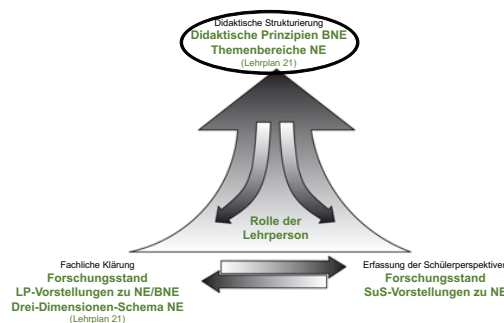 Didaktische Strukturierung
Didaktische Prinzipien BNE
Themenbereiche NE
(Lehrplan 21)
Rolle der
Lehrperson
Fachliche Klärung
Forschungsstand
LP-Vorstellungen zu NE/BNE
Drei-Dimensionen-Schema NE
(Lehrplan 21)
Erfassung der Schülerperspektiven
Forschungsstand
SuS-Vorstellungen zu NE